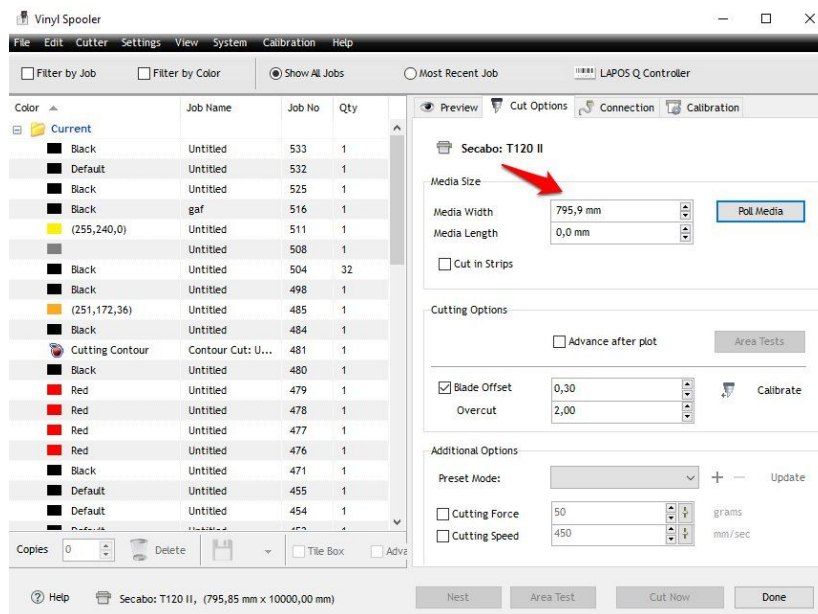 Vinyl Spooler
File Edit Cutter Settings View System Calibration Help
Filter by Job Filter by Color Show All Jobs Most Recent Job LAPOS Q Controller
Color Job Name Job No Qty
Current
Black Untitled 533 1
Default Untitled 532 1
Black Untitled 525 1
Black gaf 516 1
(255,240,0) Untitled 511 1
Untitled 508 1
Black Untitled 504 32
Black Untitled 498 1
(251,172,36) Untitled 485 1
Black Untitled 484 1
Cutting Contour Contour Cut: U... 481 1
Black Untitled 480 1
Red Untitled 479 1
Red Untitled 478 1
Red Untitled 477 1
Red Untitled 476 1
Black Untitled 471 1
Default Untitled 455 1
Default Untitled 454 1
Copies 0 Delete Tile Box Adva
Preview Cut Options Connection Calibration
Secabo: T120 II
Media Size
Media Width 795,9 mm Poll Media
Media Length 0,0 mm
Cut in Strips
Cutting Options
Advance after plot Area Tests
Blade Offset 0,30 Calibrate
Overcut 2,00
Additional Options
Preset Mode: Update
Cutting Force 50 grams
Cutting Speed 450 mm/sec
Help Secabo: T120 II, (795,85 mm x 10000,00 mm) Nest Area Test Cut Now Done